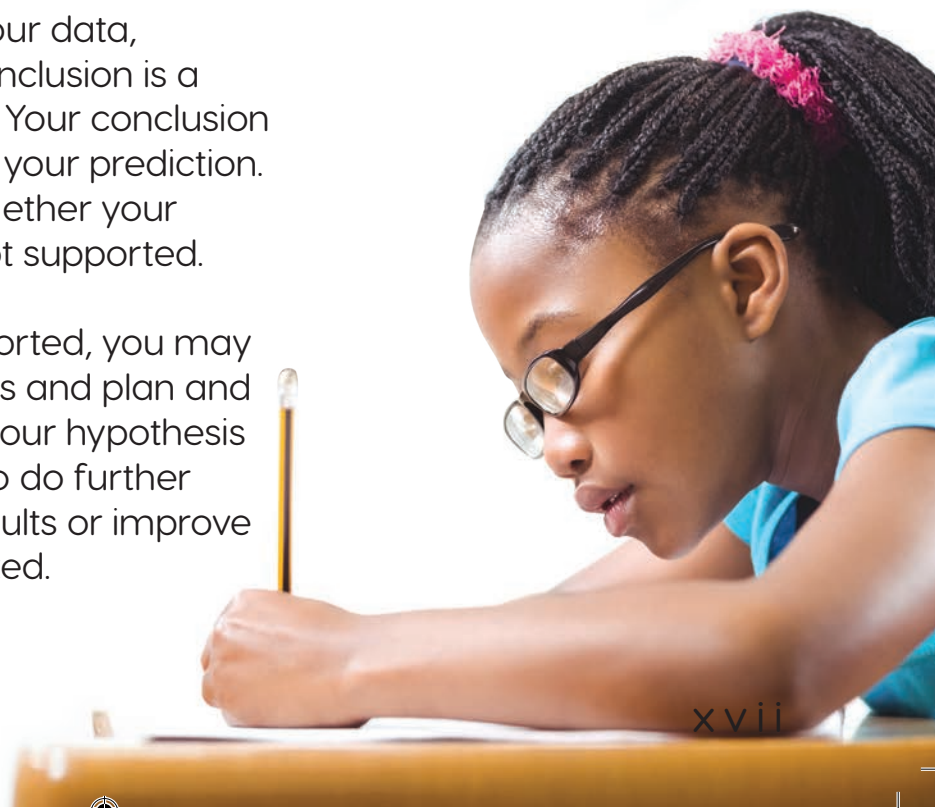 our data,
nclusion is a
Your conclusion
your prediction.
ether your
t supported.
orted, you may
s and plan and
our hypothesis
o do further
ults or improve
ed.
xvii